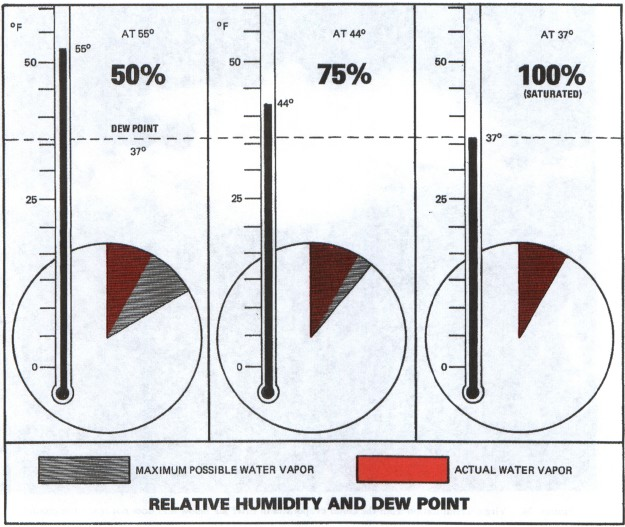 °F
AT 55°
50%
55°
50
DEW POINT
37°
25
0
°F
AT 44°
75%
50
44°
25
0
AT 37°
100%
(SATURATED)
50
37°
25
0
MAXIMUM POSSIBLE WATER VAPOR
ACTUAL WATER VAPOR
RELATIVE HUMIDITY AND DEW POINT